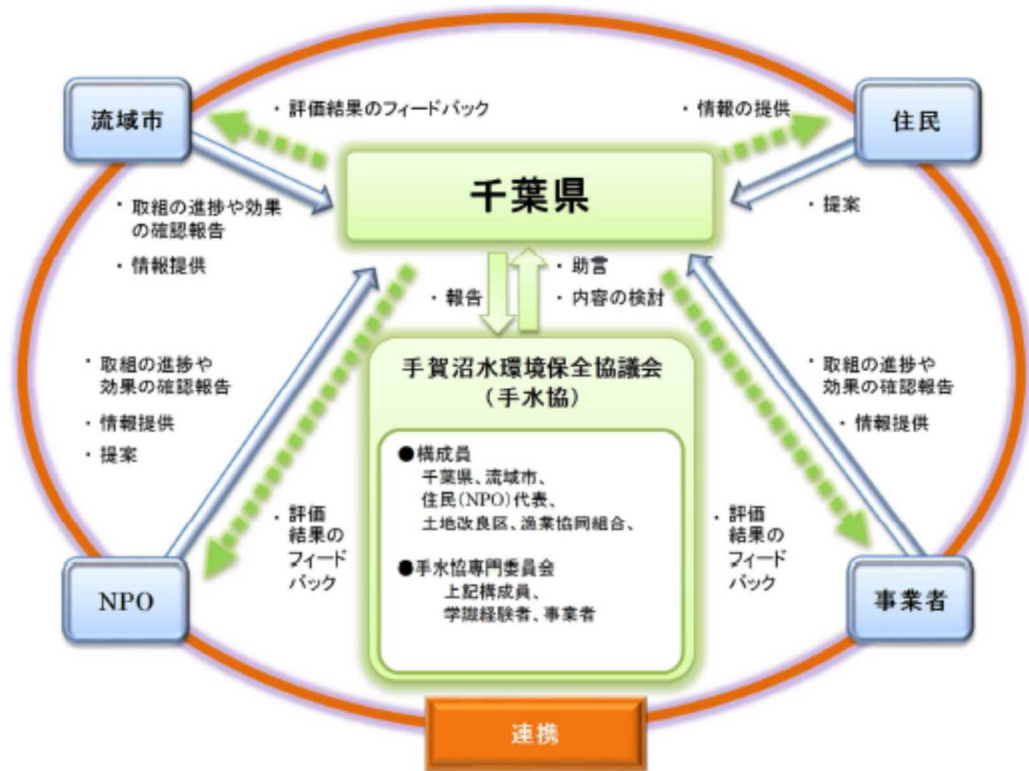 流域市
・評価結果のフィードバック
・情報の提供
住民
千葉県
・取組の進捗や効果
の確認報告
・情報提供
・提案
・報告
・助言
・内容の検討
・取組の進捗や
効果の確認報告
・情報提供
・提案
手賀沼水環境保全協議会
（手水協）
●構成員
千葉県、流域市、
住民(NPO)代表、
土地改良区、漁業協同組合、
●手水協専門委員会
上記構成員、
学識経験者、事業者
・取組の進捗や
効果の確認報告
・情報提供
・評価
結果の
フィード
バック
・評価
結果の
フィード
バック
NPO
事業者
連携